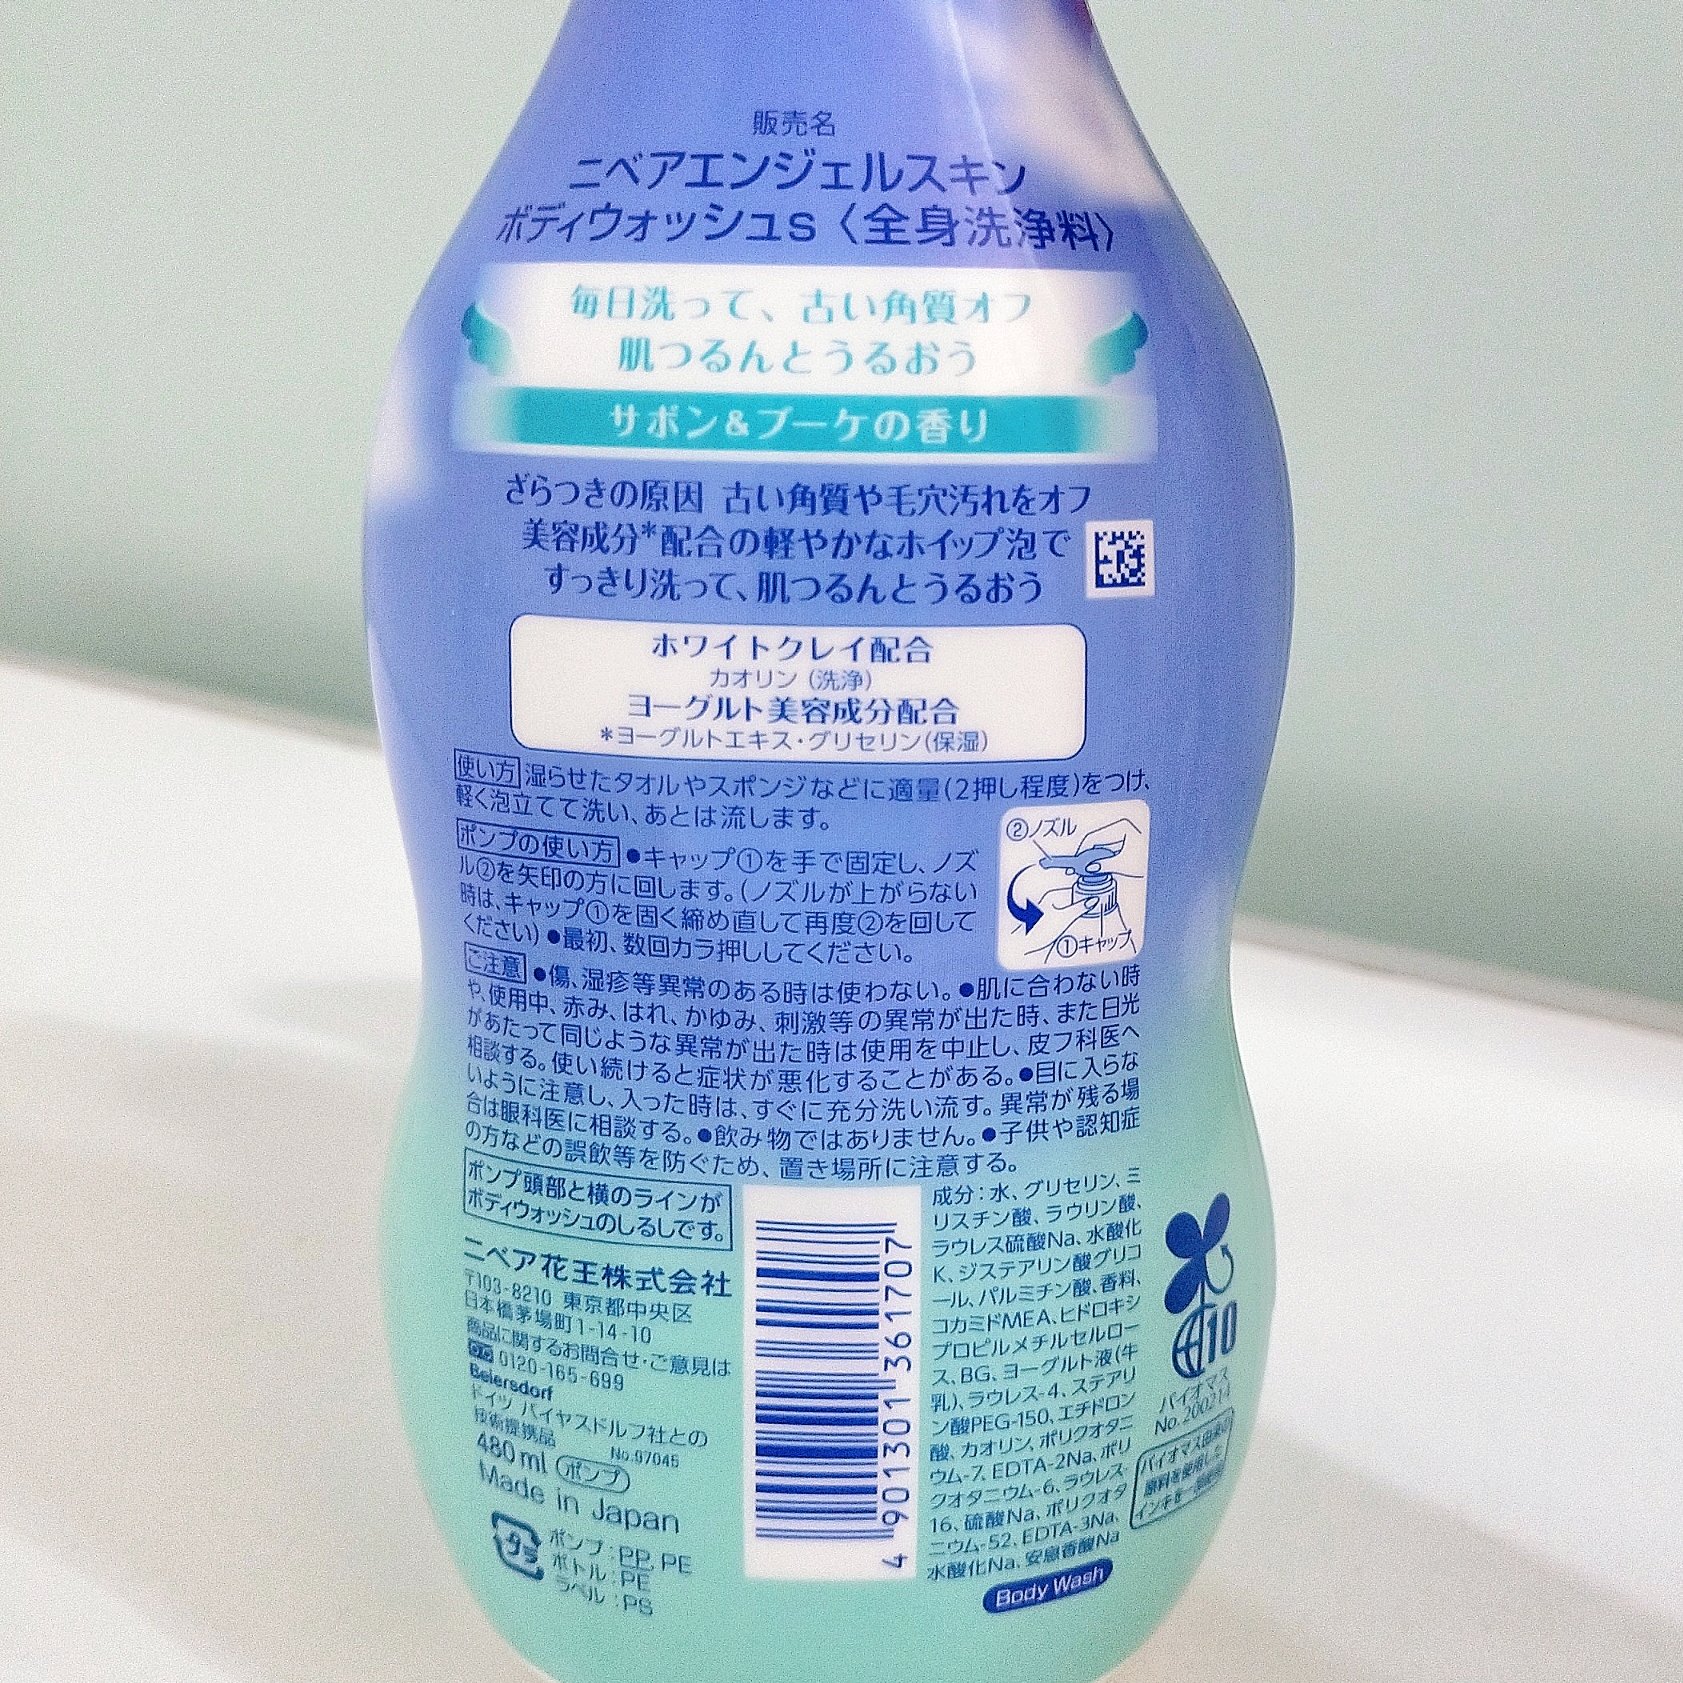 販売名
ニベアエンジェルスキン
ボディウォッシュs〈全身洗浄料〉
毎日洗って、古い角質オフ
肌つるんとうるおう
サボン&ブーケの香り
ざらつきの原因 古い角質や毛穴汚れをオフ
美容成分*配合の軽やかなホイップ泡で
すっきり洗って、肌つるんとうるおう
ホワイトクレイ配合
カオリン(洗浄)
ヨーグルト美容成分配合
*ヨーグルトエキス・グリセリン(保湿)
使い方 湿らせたタオルやスポンジなどに適量(2押し程度)をつけ、
軽く泡立てて洗い、あとは流します。
ポンプの使い方 ●キャップ①を手で固定し、ノズ
ル②を矢印の方に回します。(ノズルが上がらない
時は、キャップ①を固く締め直して再度②を回して
ください) ●最初、数回カラ押ししてください。
②ノズル
①キャップ
ご注意 ●傷、湿疹等異常のある時は使わない。●肌に合わない時
や、使用中、赤み、はれ、かゆみ、刺激等の異常が出た時、また日光
があたって同じような異常が出た時は使用を中止し、皮フ科医へ
相談する。使い続けると症状が悪化することがある。●目に入らな
いように注意し、入った時は、すぐに充分洗い流す。異常が残る場
合は眼科医に相談する。●飲み物ではありません。●子供や認知症
の方などの誤飲等を防ぐため、置き場所に注意する。
ポンプ頭部と横のラインが
ボディウォッシュのしるしです。
ニベア花王株式会社
〒103-8210 東京都中央区
日本橋茅場町1-14-10
商品に関するお問合せ・ご意見は
0120-165-699
Beiersdorf
ドイツ バイヤスドルフ社との
技術提携品 No.97045
480ml ポンプ
Made in Japan
プラ
ポンプ:PP, PE
ボトル:PE
ラベル:PS
4 901301 361707
成分:水、グリセリン、ミ
リスチン酸、ラウリン酸、
ラウレス硫酸Na、水酸化
K、ジステアリン酸グリコ
ール、パルミチン酸、香料、
コカミドMEA、ヒドロキシ
プロピルメチルセルロー
ス、BG、ヨーグルト液(牛
乳)、ラウレス-4、ステアリ
ン酸PEG-150、エチドロン
酸、カオリン、ポリクオタニ
ウム-7、EDTA-2Na、ポリ
クオタニウム-6、ラウレス-
16、硫酸Na、ポリクオタ
ニウム-52、EDTA-3Na、
水酸化Na、安息香酸Na
Body Wash
10
バイオマス
No.200214
バイオマス由来の
原料を使用した
インキを一部使用